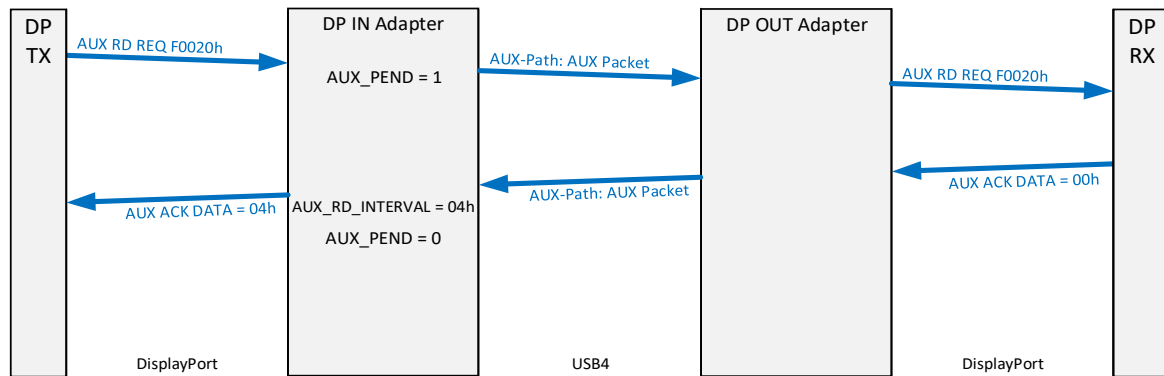 DP
TX
DP IN Adapter
DP OUT Adapter
DP
RX
AUX RD REQ F0020h
AUX_PEND = 1
AUX-Path: AUX Packet
AUX RD REQ F0020h
AUX ACK DATA = 04h
AUX_RD_INTERVAL = 04h
AUX_PEND = 0
AUX-Path: AUX Packet
AUX ACK DATA = 00h
DisplayPort
USB4
DisplayPort